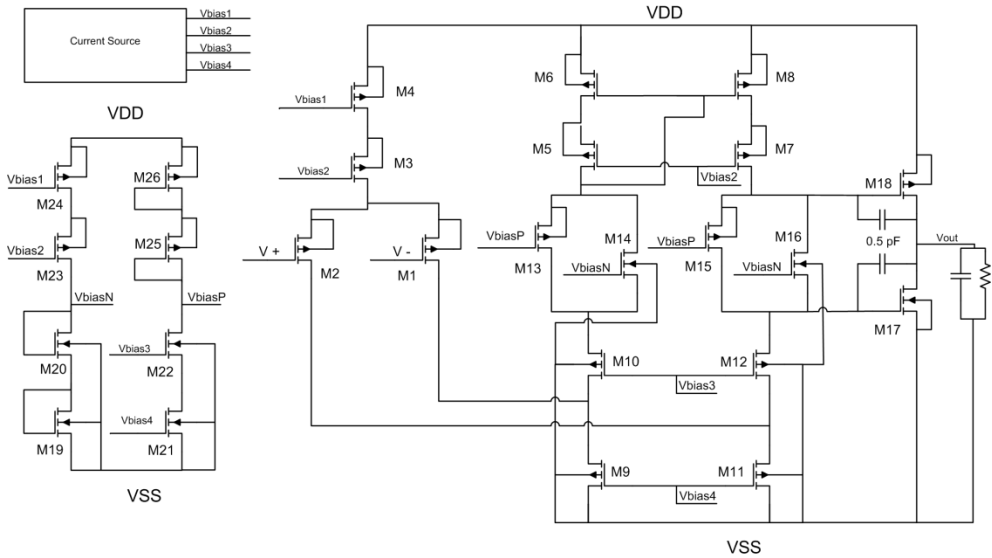 Vbias1
Vbias2
Vbias3
Vbias4
Current Source
VDD
VDD
M4
Vbias1
M3
Vbias2
M6
M8
M5
M7
Vbias2
Vbias1
M24
M26
Vbias2
M23
M25
VbiasN
VbiasP
M20
Vbias3
M22
M19
Vbias4
M21
VSS
V +
M2
V -
M1
VbiasP
M13
M14
VbiasN
VbiasP
M15
M16
VbiasN
M18
0.5 pF
Vout
M17
M10
M12
Vbias3
M9
M11
Vbias4
VSS